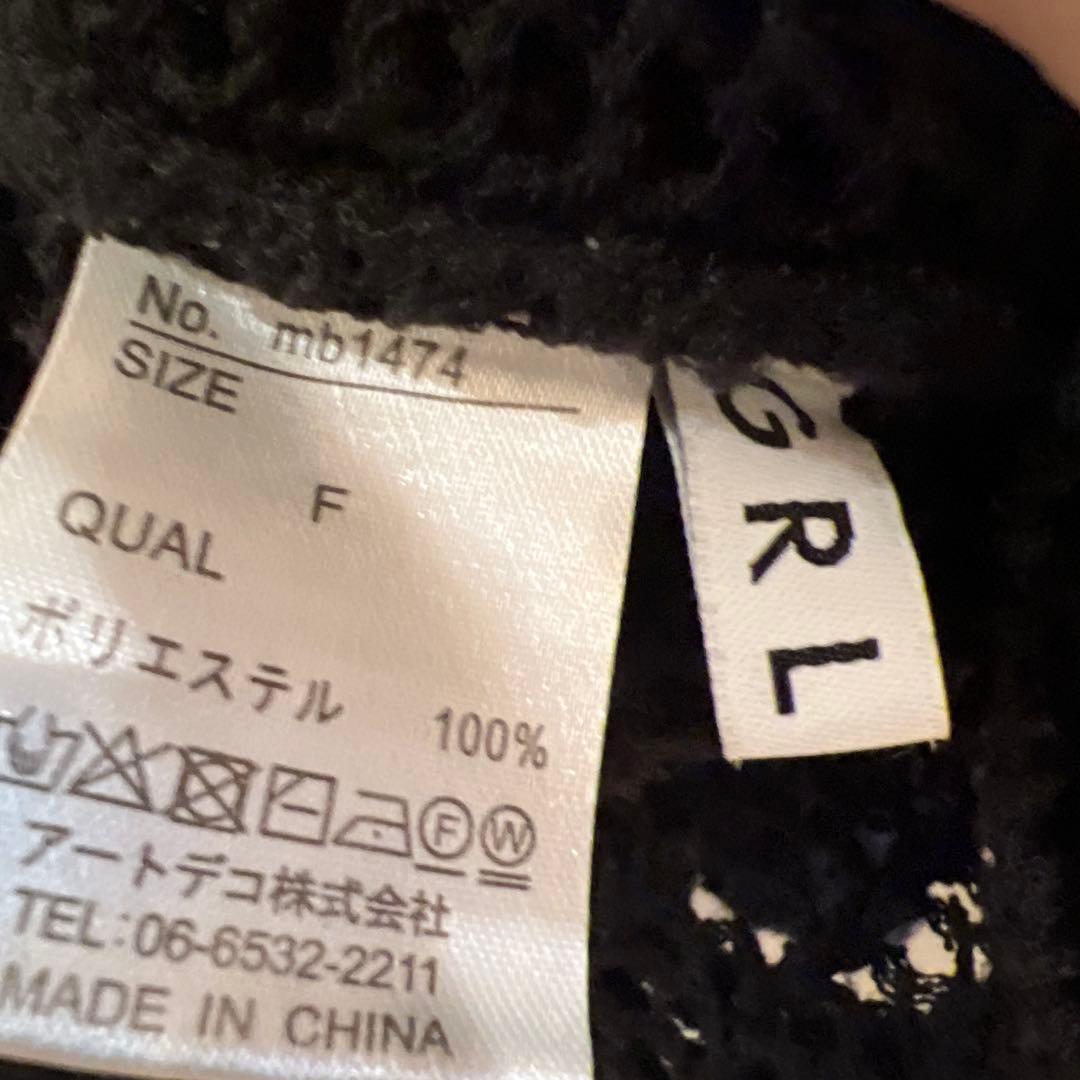 No. mb1474
SIZE
F
QUAL
ポリエステル 100%
F W
アートデコ株式会社
TEL:06-6532-2211
MADE IN CHINA
GRL